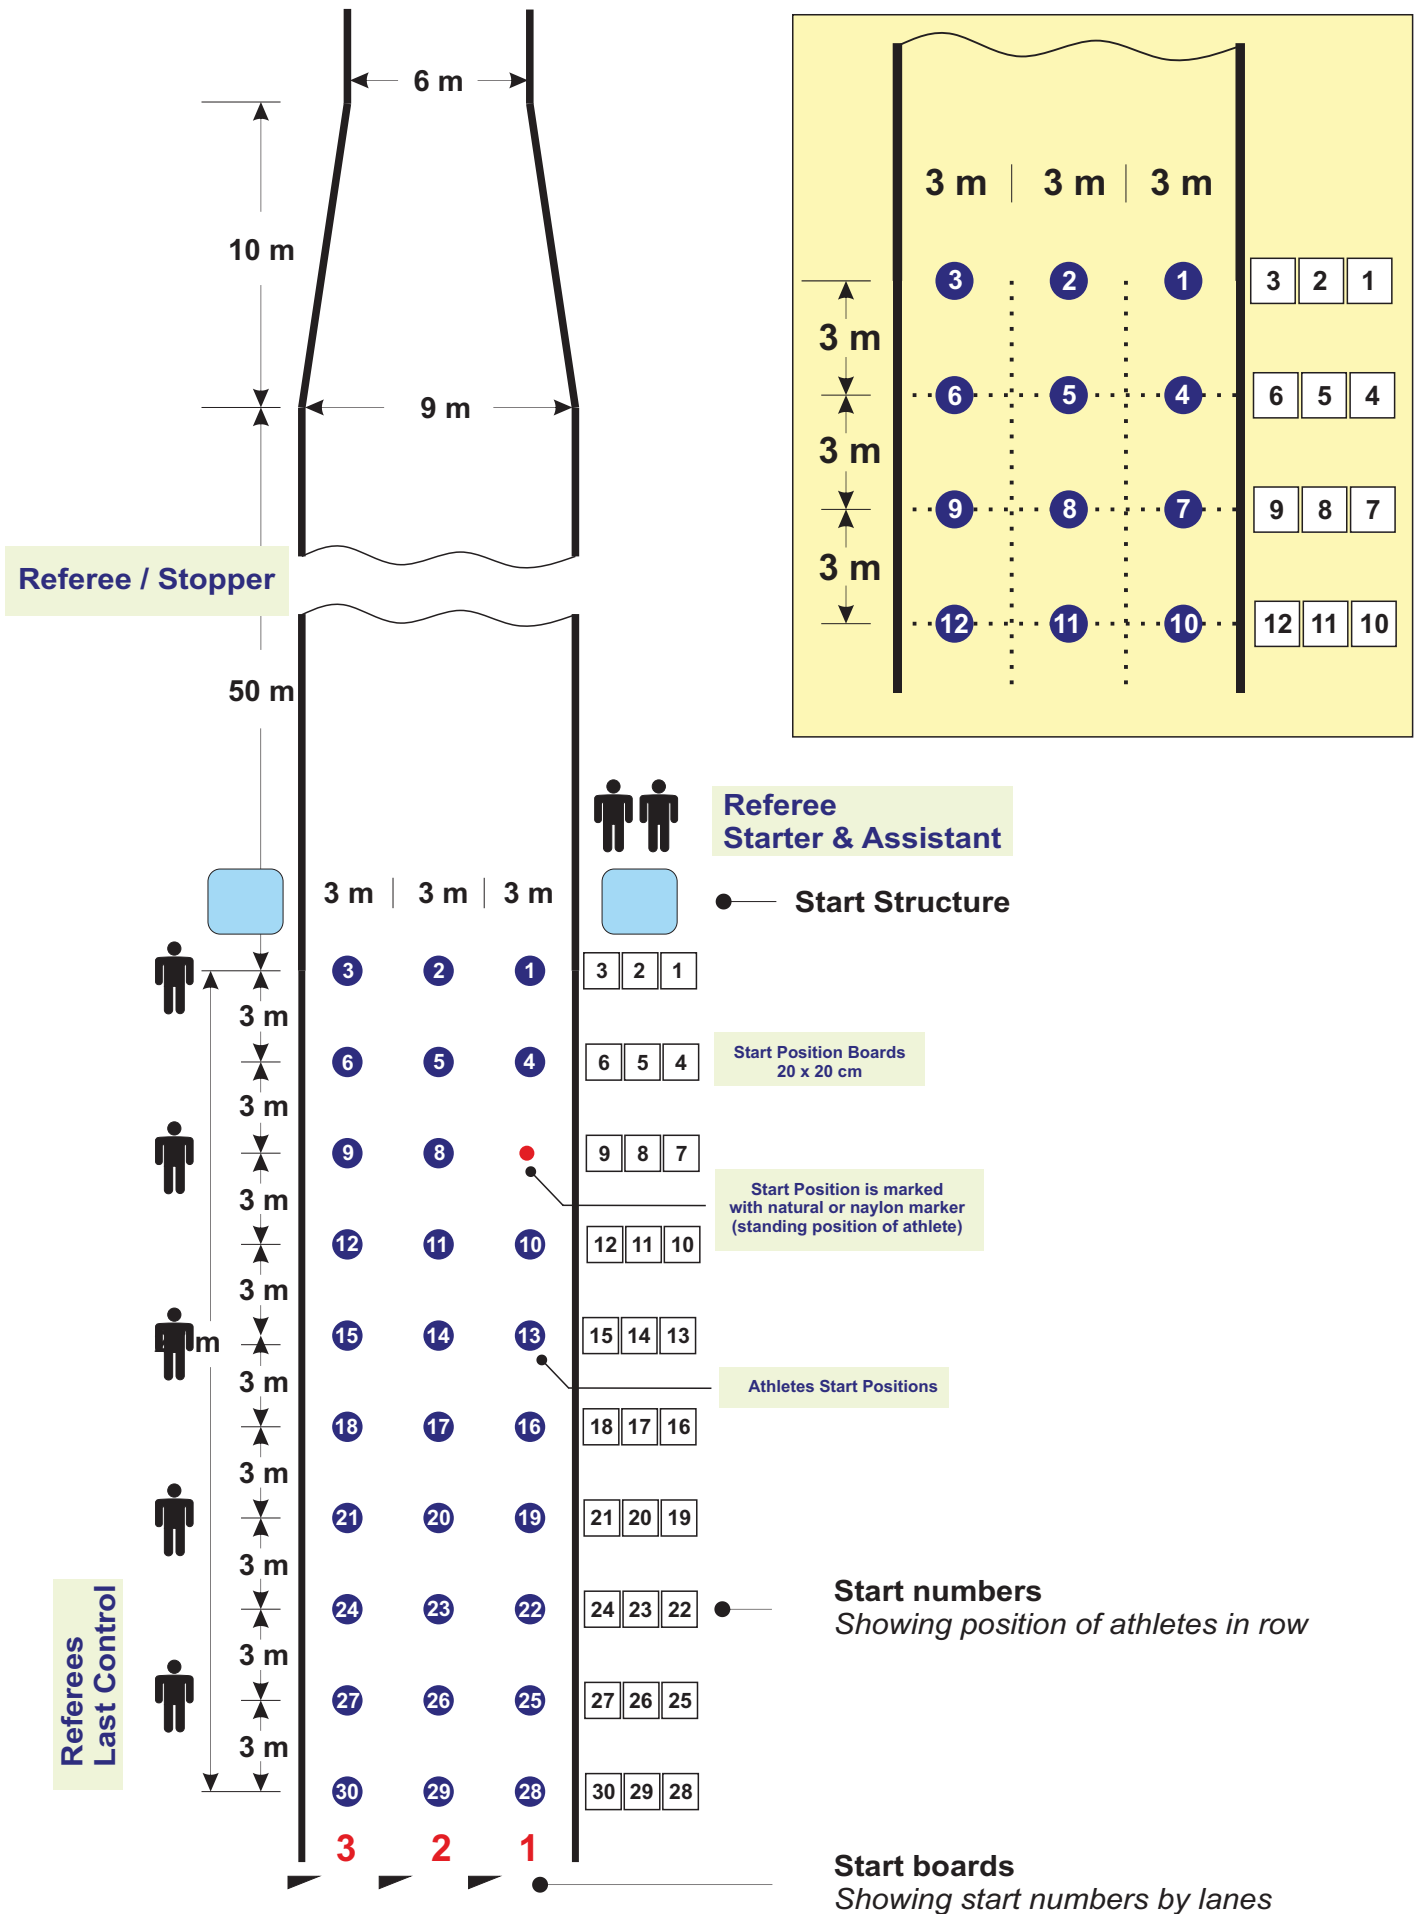 6 m
10 m
9 m
Referee / Stopper
50 m
3 m 3 m 3 m
3 2 1 3 2 1
3 m
6 5 4 6 5 4
3 m
9 8 7 9 8 7
3 m
12 11 10 12 11 10
Referee
Starter & Assistant
3 m 3 m 3 m
Start Structure
3 2 1 3 2 1
3 m
6 5 4 6 5 4
Start Position Boards
20 x 20 cm
3 m
9 8 9 8 7
Start Position is marked
with natural or naylon marker
(standing position of athlete)
3 m
12 11 10 12 11 10
3 m
15 14 13 15 14 13
m
3 m
Athletes Start Positions
18 17 16 18 17 16
3 m
21 20 19 21 20 19
3 m
24 23 22 24 23 22
Start numbers
Showing position of athletes in row
3 m
Referees
Last Control
27 26 25 27 26 25
3 m
30 29 28 30 29 28
3 2 1
Start boards
Showing start numbers by lanes